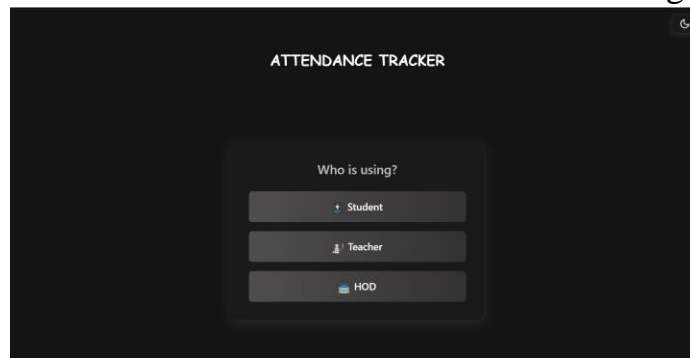 ATTENDANCE TRACKER
Who is using?
Student
Teacher
HOD